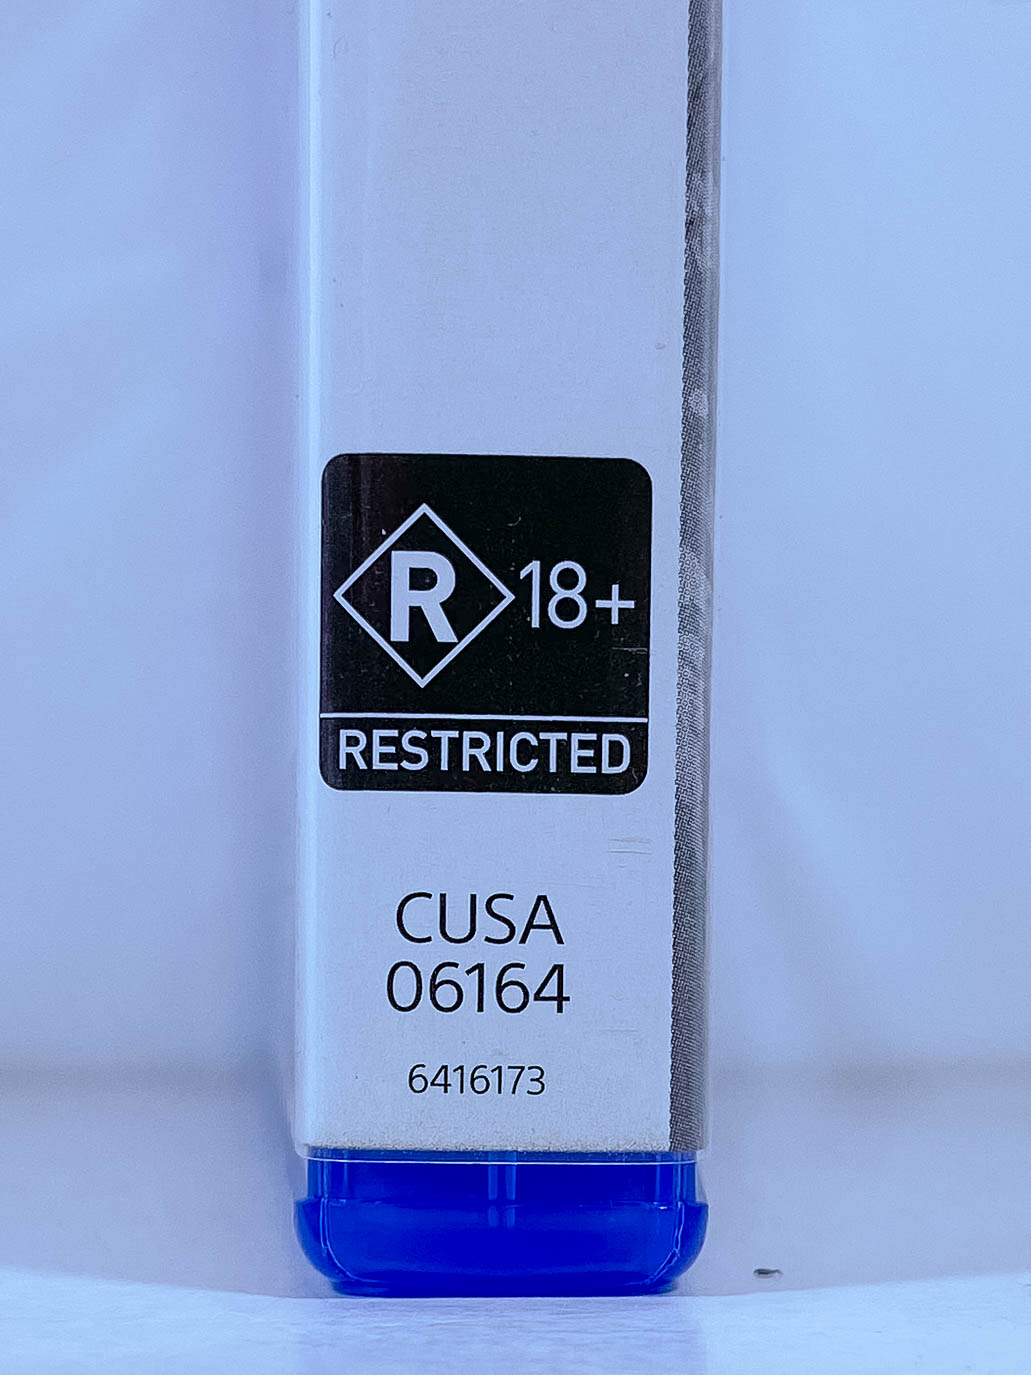 R 18+
RESTRICTED
CUSA
06164
6416173